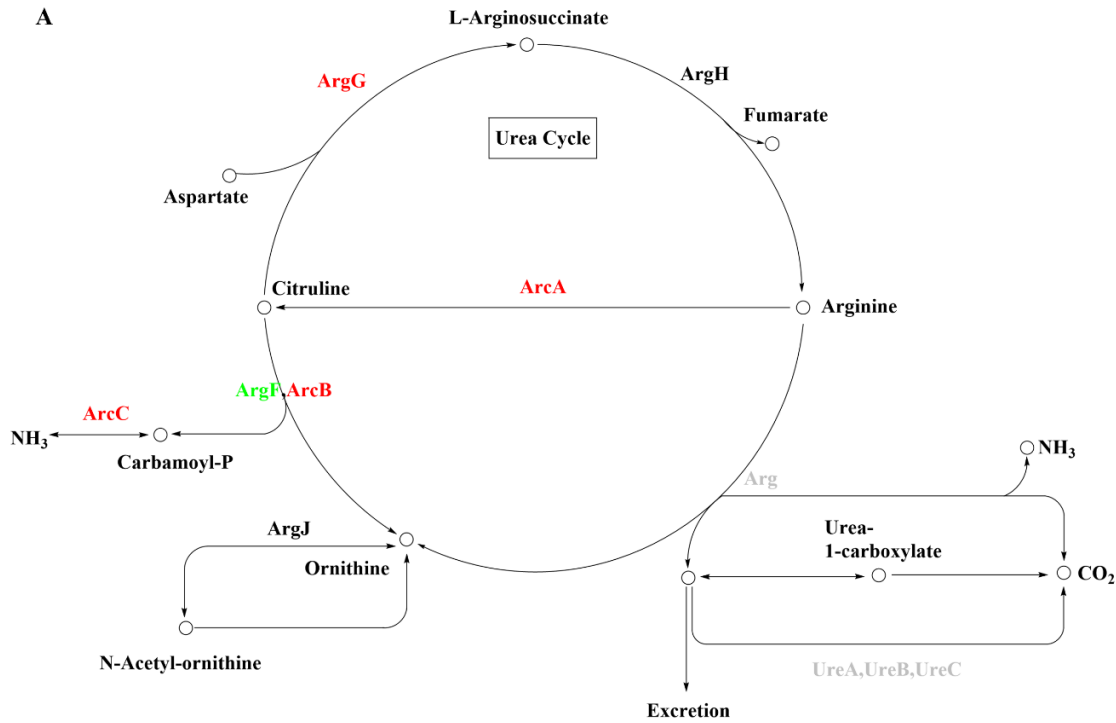 A
L-Arginosuccinate
ArgG
ArgH
Fumarate
Urea Cycle
Aspartate
Citruline
ArcA
Arginine
ArgF
ArcB
ArcC
NH3
Carbamoyl-P
NH3
Arg
ArgJ
Urea-
1-carboxylate
Ornithine
CO2
N-Acetyl-ornithine
UreA,UreB,UreC
Excretion